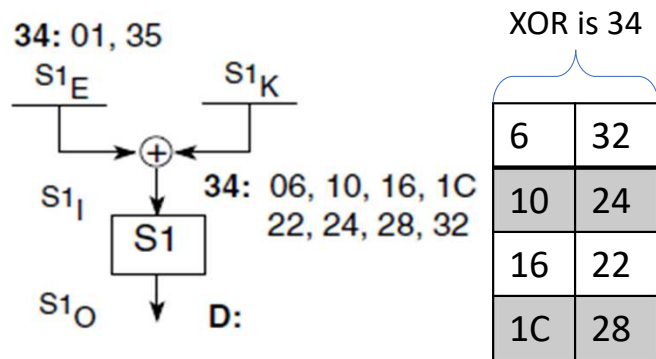 XOR is 34
34: 01, 35
S1E
S1K
+
S1I
34: 06, 10, 16, 1C
22, 24, 28, 32
S1
S1O
D:
6 32
10 24
16 22
1C 28